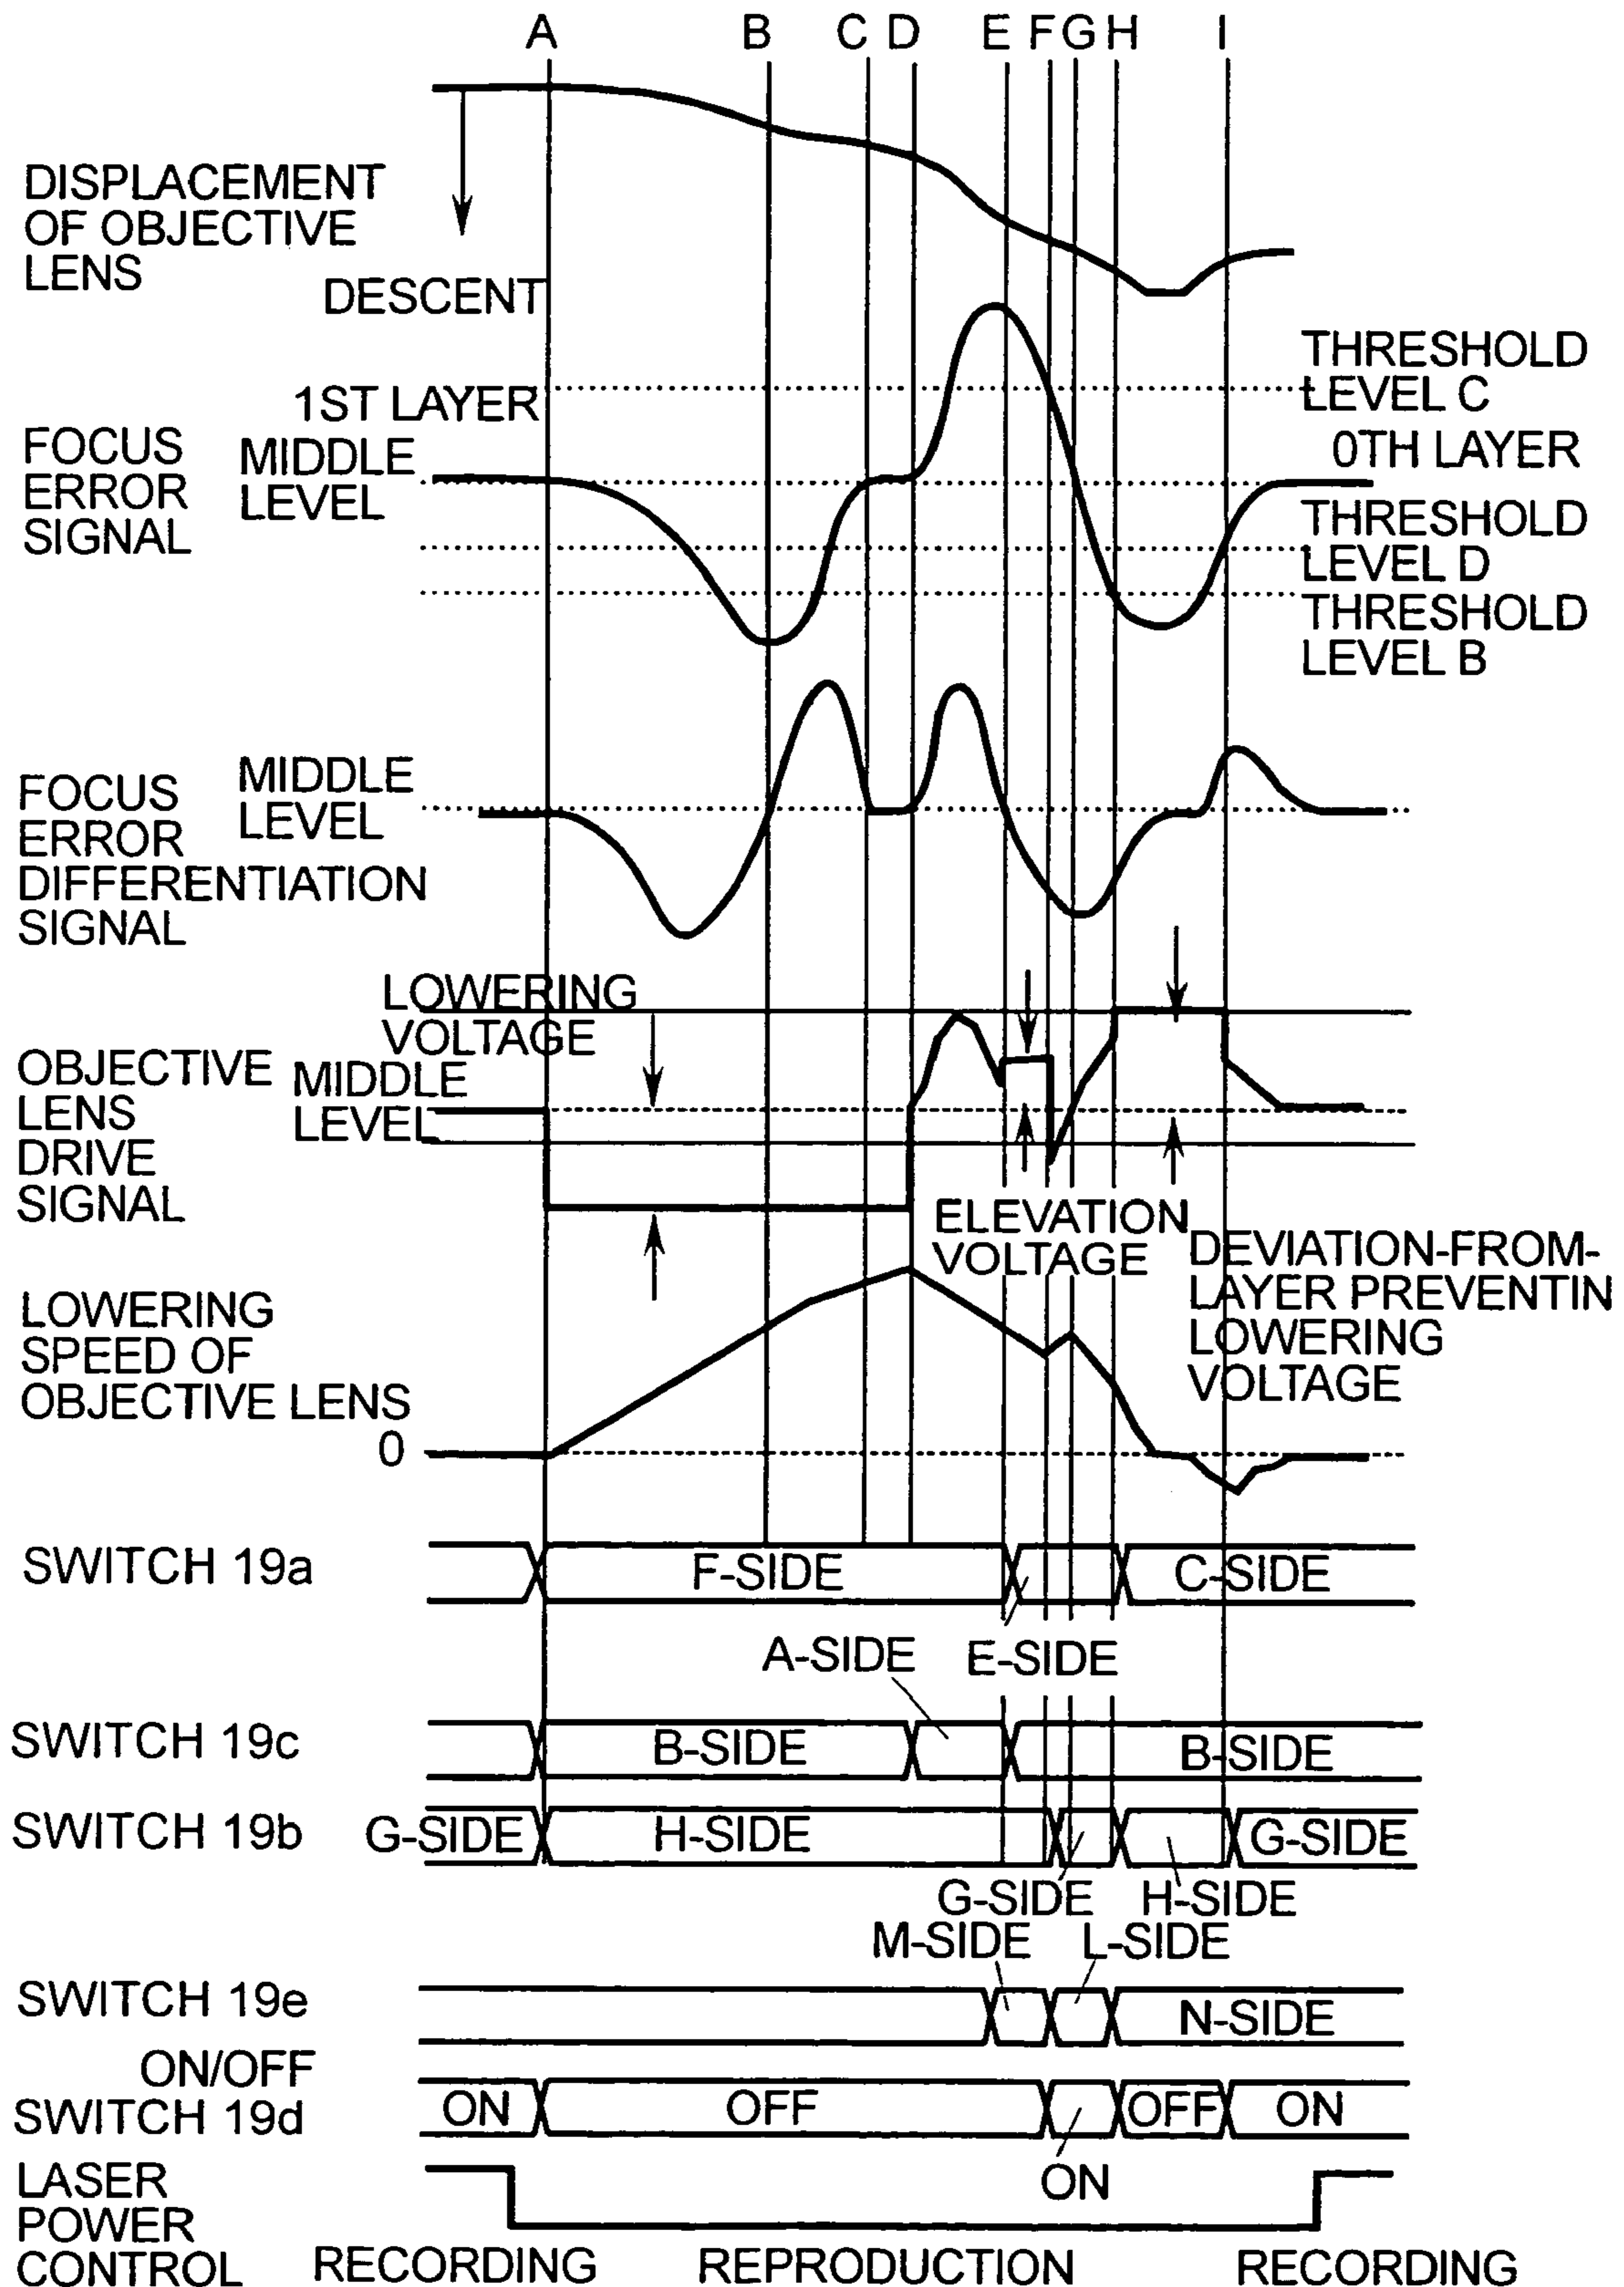 A B C D E F G H I
DISPLACEMENT
OF OBJECTIVE
LENS
DESCENT
THRESHOLD
LEVEL C
1ST LAYER
0TH LAYER
FOCUS
ERROR
SIGNAL
MIDDLE
LEVEL
THRESHOLD
LEVEL D
THRESHOLD
LEVEL B
FOCUS
ERROR
DIFFERENTIATION
SIGNAL
MIDDLE
LEVEL
LOWERING
VOLTAGE
OBJECTIVE
LENS
DRIVE
SIGNAL
MIDDLE
LEVEL
ELEVATION
VOLTAGE
DEVIATION-FROM-
LAYER PREVENTIN
LOWERING
VOLTAGE
LOWERING
SPEED OF
OBJECTIVE LENS
0
SWITCH 19a
F-SIDE
C-SIDE
A-SIDE
E-SIDE
SWITCH 19c
B-SIDE
B-SIDE
SWITCH 19b
G-SIDE
H-SIDE
G-SIDE
G-SIDE
H-SIDE
M-SIDE
L-SIDE
SWITCH 19e
N-SIDE
ON/OFF
SWITCH 19d
ON
OFF
OFF
ON
ON
LASER
POWER
CONTROL
RECORDING
REPRODUCTION
RECORDING